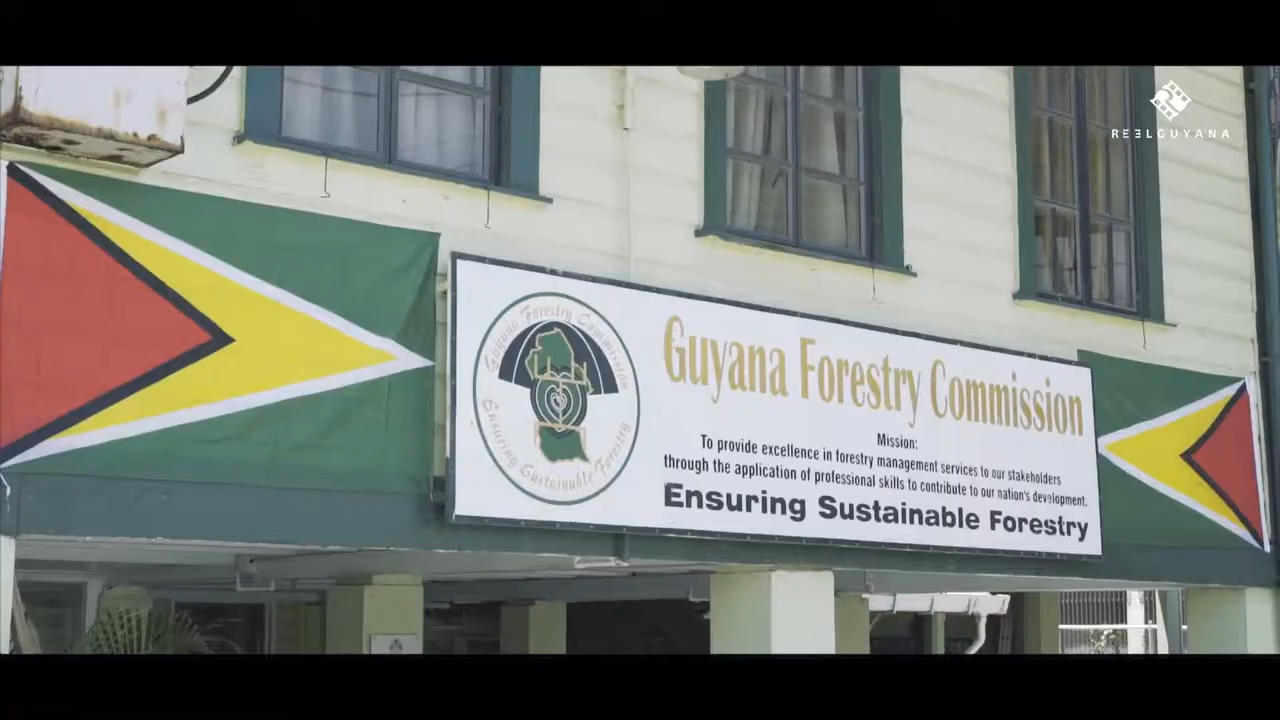 REELGUYANA
Guyana Forestry Commission
Ensuring Sustainable Forestry
Guyana Forestry Commission
Mission:
To provide excellence in forestry management services to our stakeholders
through the application of professional skills to contribute to our nation's development.
Ensuring Sustainable Forestry